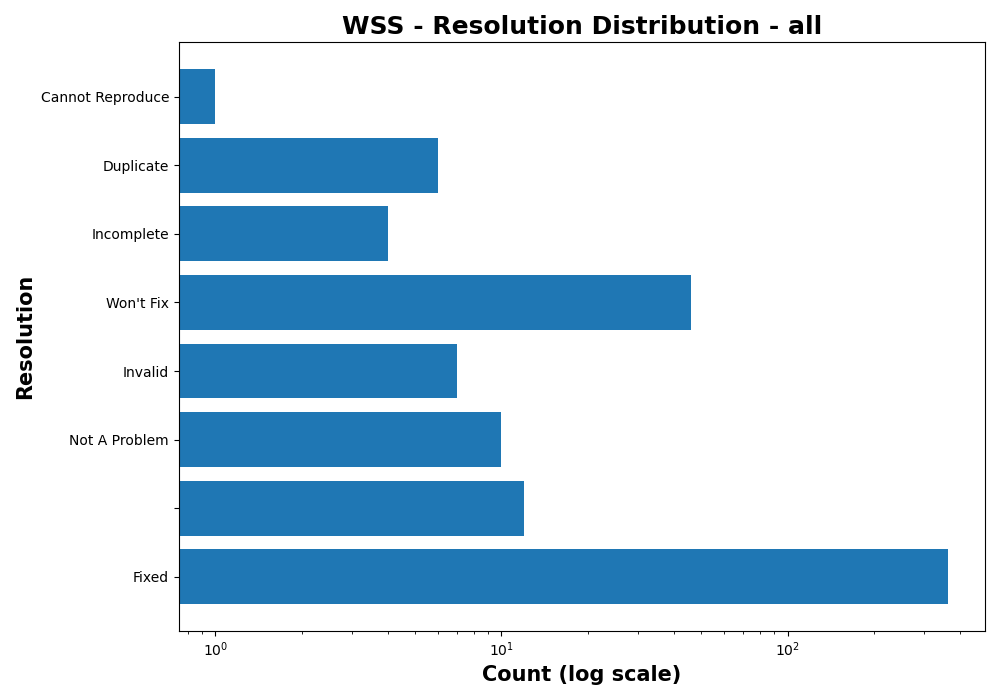 WSS - Resolution Distribution - all
Cannot Reproduce
Duplicate
Incomplete
Won't Fix
Invalid
Not A Problem
Fixed
Resolution
10⁰ 10¹ 10²
Count (log scale)